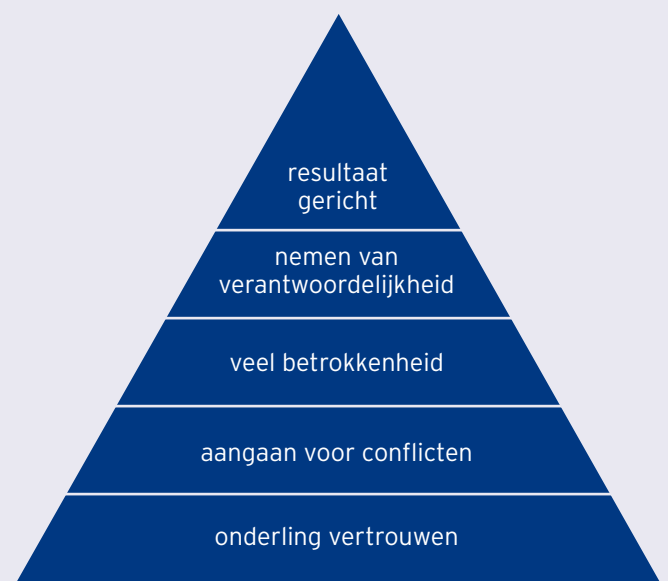 resultaat
gericht
nemen van
verantwoordelijkheid
veel betrokkenheid
aangaan voor conflicten
onderling vertrouwen